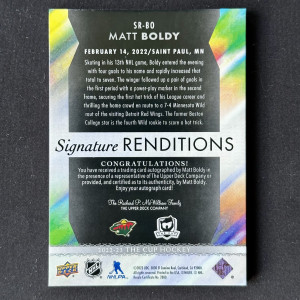 SR-BO
MATT BOLDY
FEBRUARY 14, 2022/SAINT PAUL, MN
Skating in his 13th NHL game, Boldy entered the evening
with four goals to his name and rapidly increased that
total to seven. The winger followed up a pair of goals in
the first period with a power-play marker in the second
home, securing his first hat trick of his League career and
thrilling the home crowd en route to a 7-4 Minnesota Wild
rout of the visiting Detroit Red Wings. The former Boston
College star is the fourth Wild rookie to score a hat trick.
Signature RENDITIONS
CONGRATULATIONS!
You have received a trading card autographed by Matt Boldy in
the presence of a representative of The Upper Deck Company or
provided, and certified as to its authenticity, by Matt Boldy.
Enjoy your autograph card!
The Richard P. McWilliam Family
THE UPPER DECK COMPANY
THE CUP HOCKEY
UPPER DECK
NHL
NHLPA